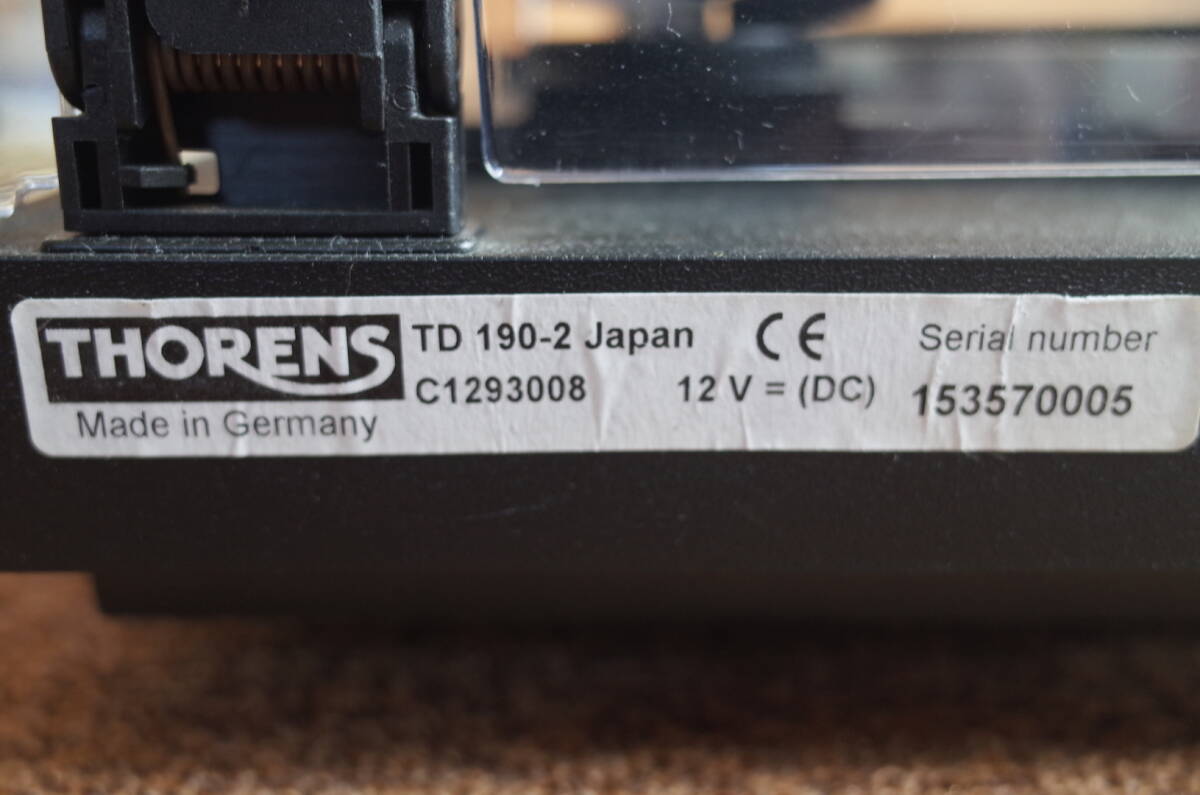 THORENS TD 190-2 Japan CE Serial number
C1293008 12 V = (DC) 153570005
Made in Germany